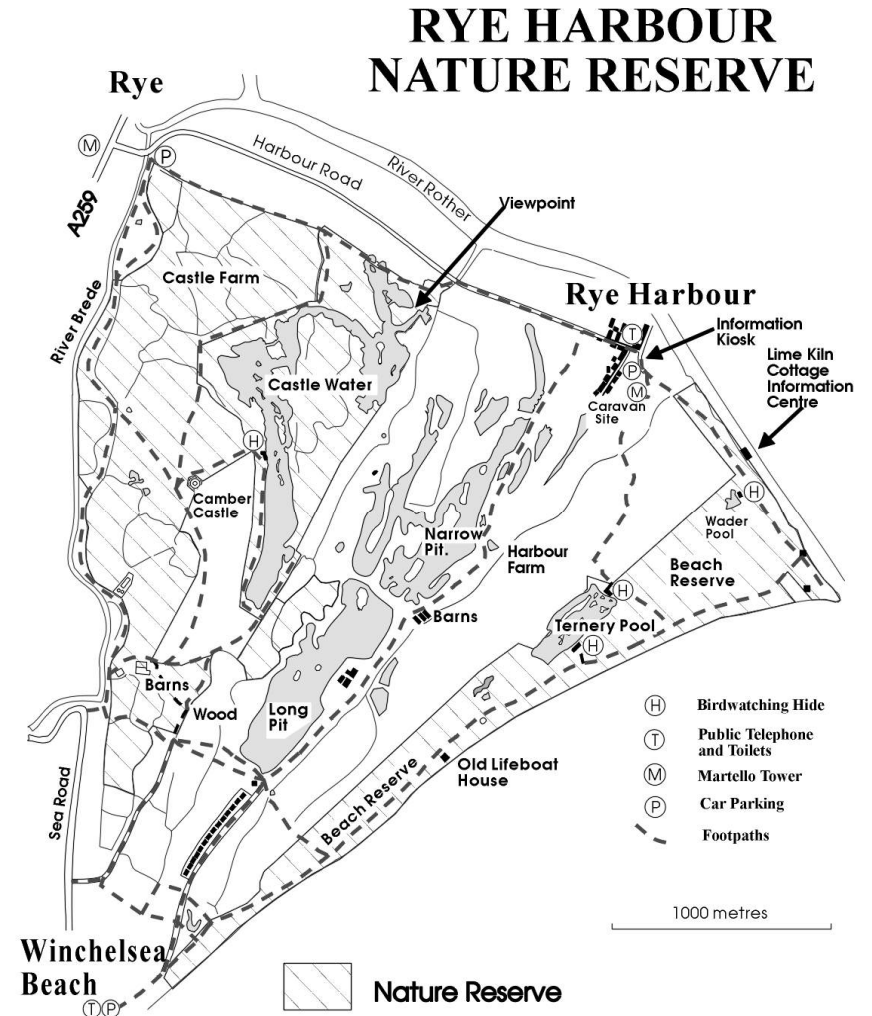 RYE HARBOUR
NATURE RESERVE
Rye
M
P
A259
Harbour Road
River Rother
Viewpoint
Castle Farm
River Brede
Rye Harbour
T
Information
Kiosk
P
M
Caravan
Site
Lime Kiln
Cottage
Information
Centre
Castle Water
H
Camber
Castle
H
Wader
Pool
Narrow
Pit.
Harbour
Farm
Beach
Reserve
H
Barns
Ternery Pool
H
Barns
Wood
Long
Pit
Old Lifeboat
House
Beach Reserve
Sea Road
H Birdwatching Hide
T Public Telephone
and Toilets
M Martello Tower
P Car Parking
Footpaths
1000 metres
Winchelsea
Beach
T P
Nature Reserve